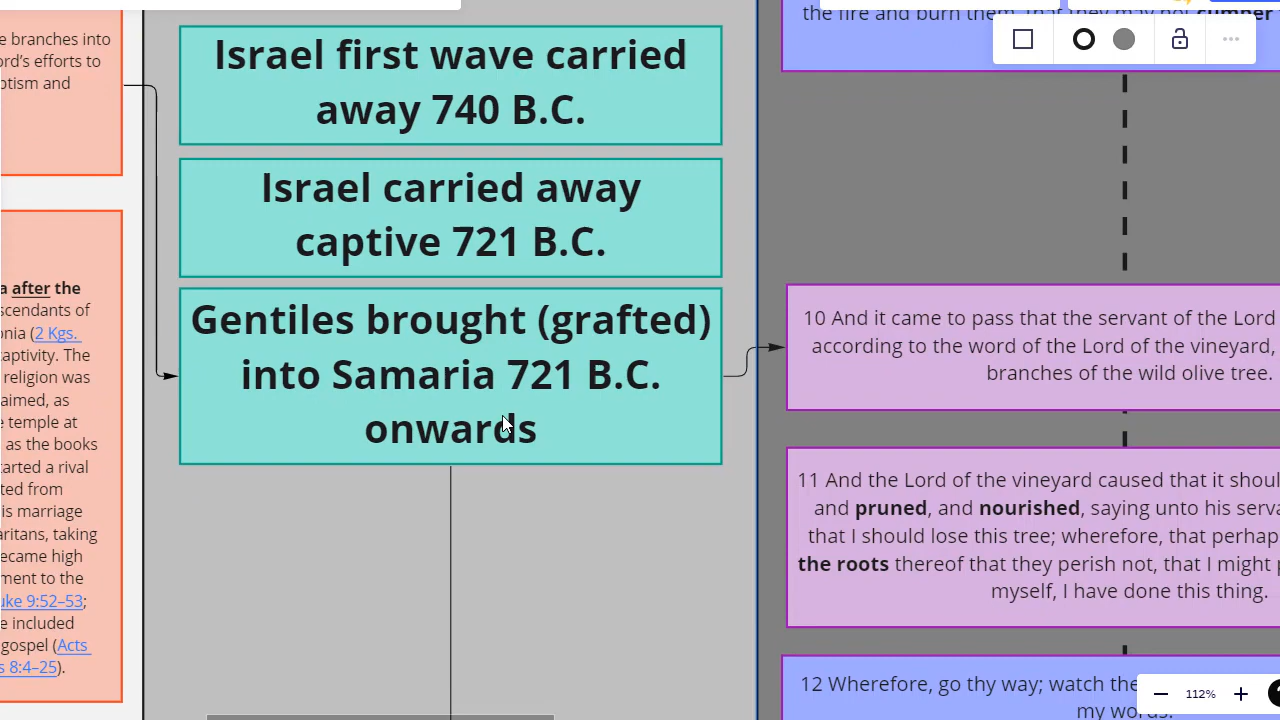 e branches into
ord's efforts to
ptism and
a after the
scendants of
onia (2 Kgs.
captivity. The
religion was
aimed, as
e temple at
as the books
tarted a rival
ted from
is marriage
aritans, taking
ecame high
ment to the
uke 9:52–53;
e included
gospel (Acts
s 8:4–25).
Israel first wave carried
away 740 B.C.
Israel carried away
captive 721 B.C.
Gentiles brought (grafted)
into Samaria 721 B.C.
onwards
the fire and burn them, that they may not cumber
10 And it came to pass that the servant of the Lord
according to the word of the Lord of the vineyard,
branches of the wild olive tree.
11 And the Lord of the vineyard caused that it shoul
and pruned, and nourished, saying unto his serva
that I should lose this tree; wherefore, that perhap
the roots thereof that they perish not, that I might p
myself, I have done this thing.
12 Wherefore, go thy way; watch the
my words.
112%